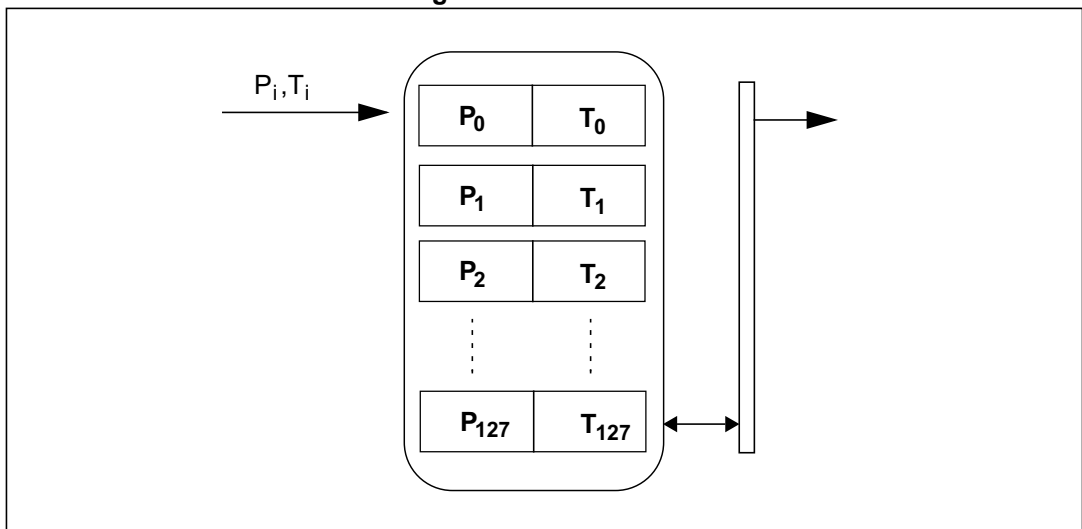 Pᵢ,Tᵢ
P₀ T₀
P₁ T₁
P₂ T₂
P₁₂₇ T₁₂₇